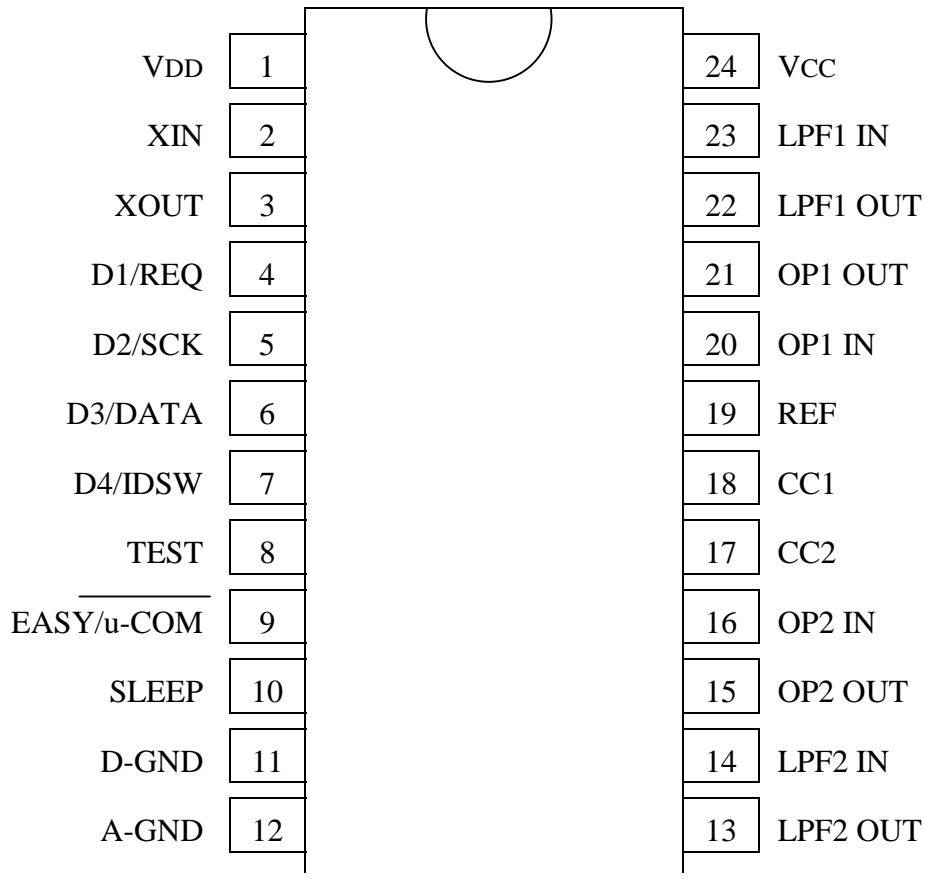 VDD 1 24 VCC
XIN 2 23 LPF1 IN
XOUT 3 22 LPF1 OUT
D1/REQ 4 21 OP1 OUT
D2/SCK 5 20 OP1 IN
D3/DATA 6 19 REF
D4/IDSW 7 18 CC1
TEST 8 17 CC2
EASY/u-COM 9 16 OP2 IN
SLEEP 10 15 OP2 OUT
D-GND 11 14 LPF2 IN
A-GND 12 13 LPF2 OUT